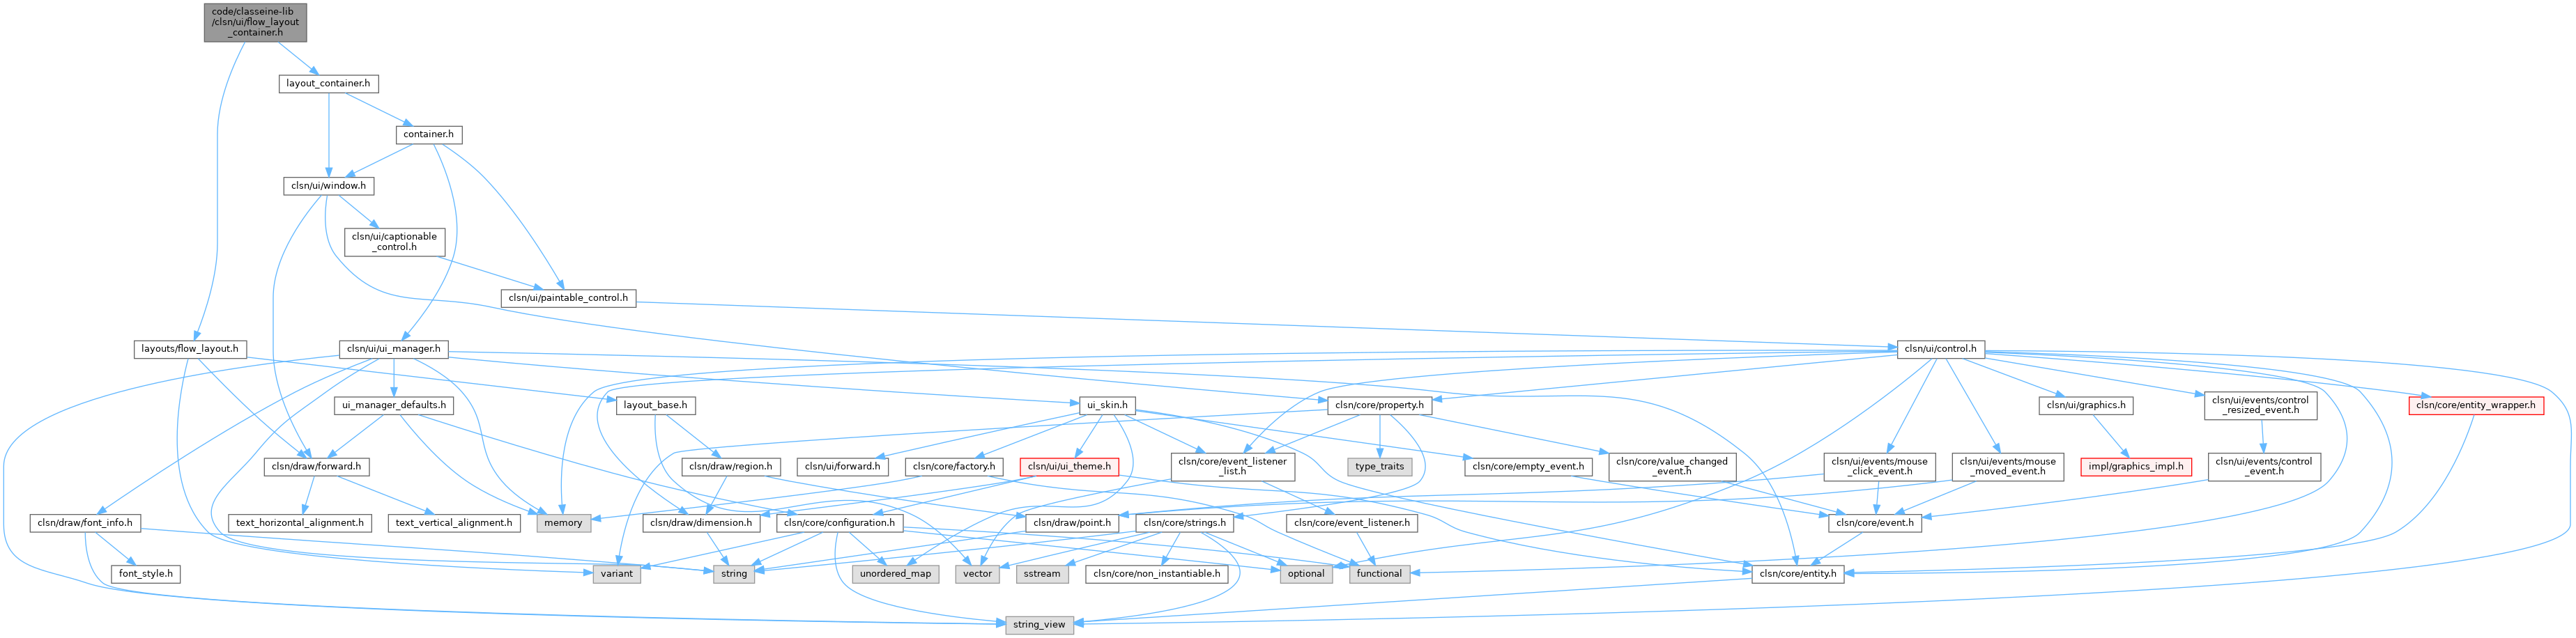 code/classeine-lib
/clsn/ui/flow_layout
_container.h
layout_container.h
container.h
clsn/ui/window.h
clsn/ui/captionable
_control.h
clsn/ui/paintable_control.h
layouts/flow_layout.h
clsn/ui/ui_manager.h
clsn/ui/control.h
ui_manager_defaults.h
layout_base.h
ui_skin.h
clsn/core/property.h
clsn/ui/graphics.h
clsn/ui/events/control
_resized_event.h
clsn/core/entity_wrapper.h
clsn/draw/forward.h
clsn/draw/region.h
clsn/ui/forward.h
clsn/core/factory.h
clsn/ui/ui_theme.h
clsn/core/event_listener
_list.h
type_traits
clsn/core/empty_event.h
clsn/core/value_changed
_event.h
clsn/ui/events/mouse
_click_event.h
clsn/ui/events/mouse
_moved_event.h
impl/graphics_impl.h
clsn/ui/events/control
_event.h
clsn/draw/font_info.h
text_horizontal_alignment.h
text_vertical_alignment.h
memory
clsn/draw/dimension.h
clsn/core/configuration.h
clsn/draw/point.h
clsn/core/strings.h
clsn/core/event_listener.h
clsn/core/event.h
font_style.h
variant
string
unordered_map
vector
sstream
clsn/core/non_instantiable.h
optional
functional
clsn/core/entity.h
string_view